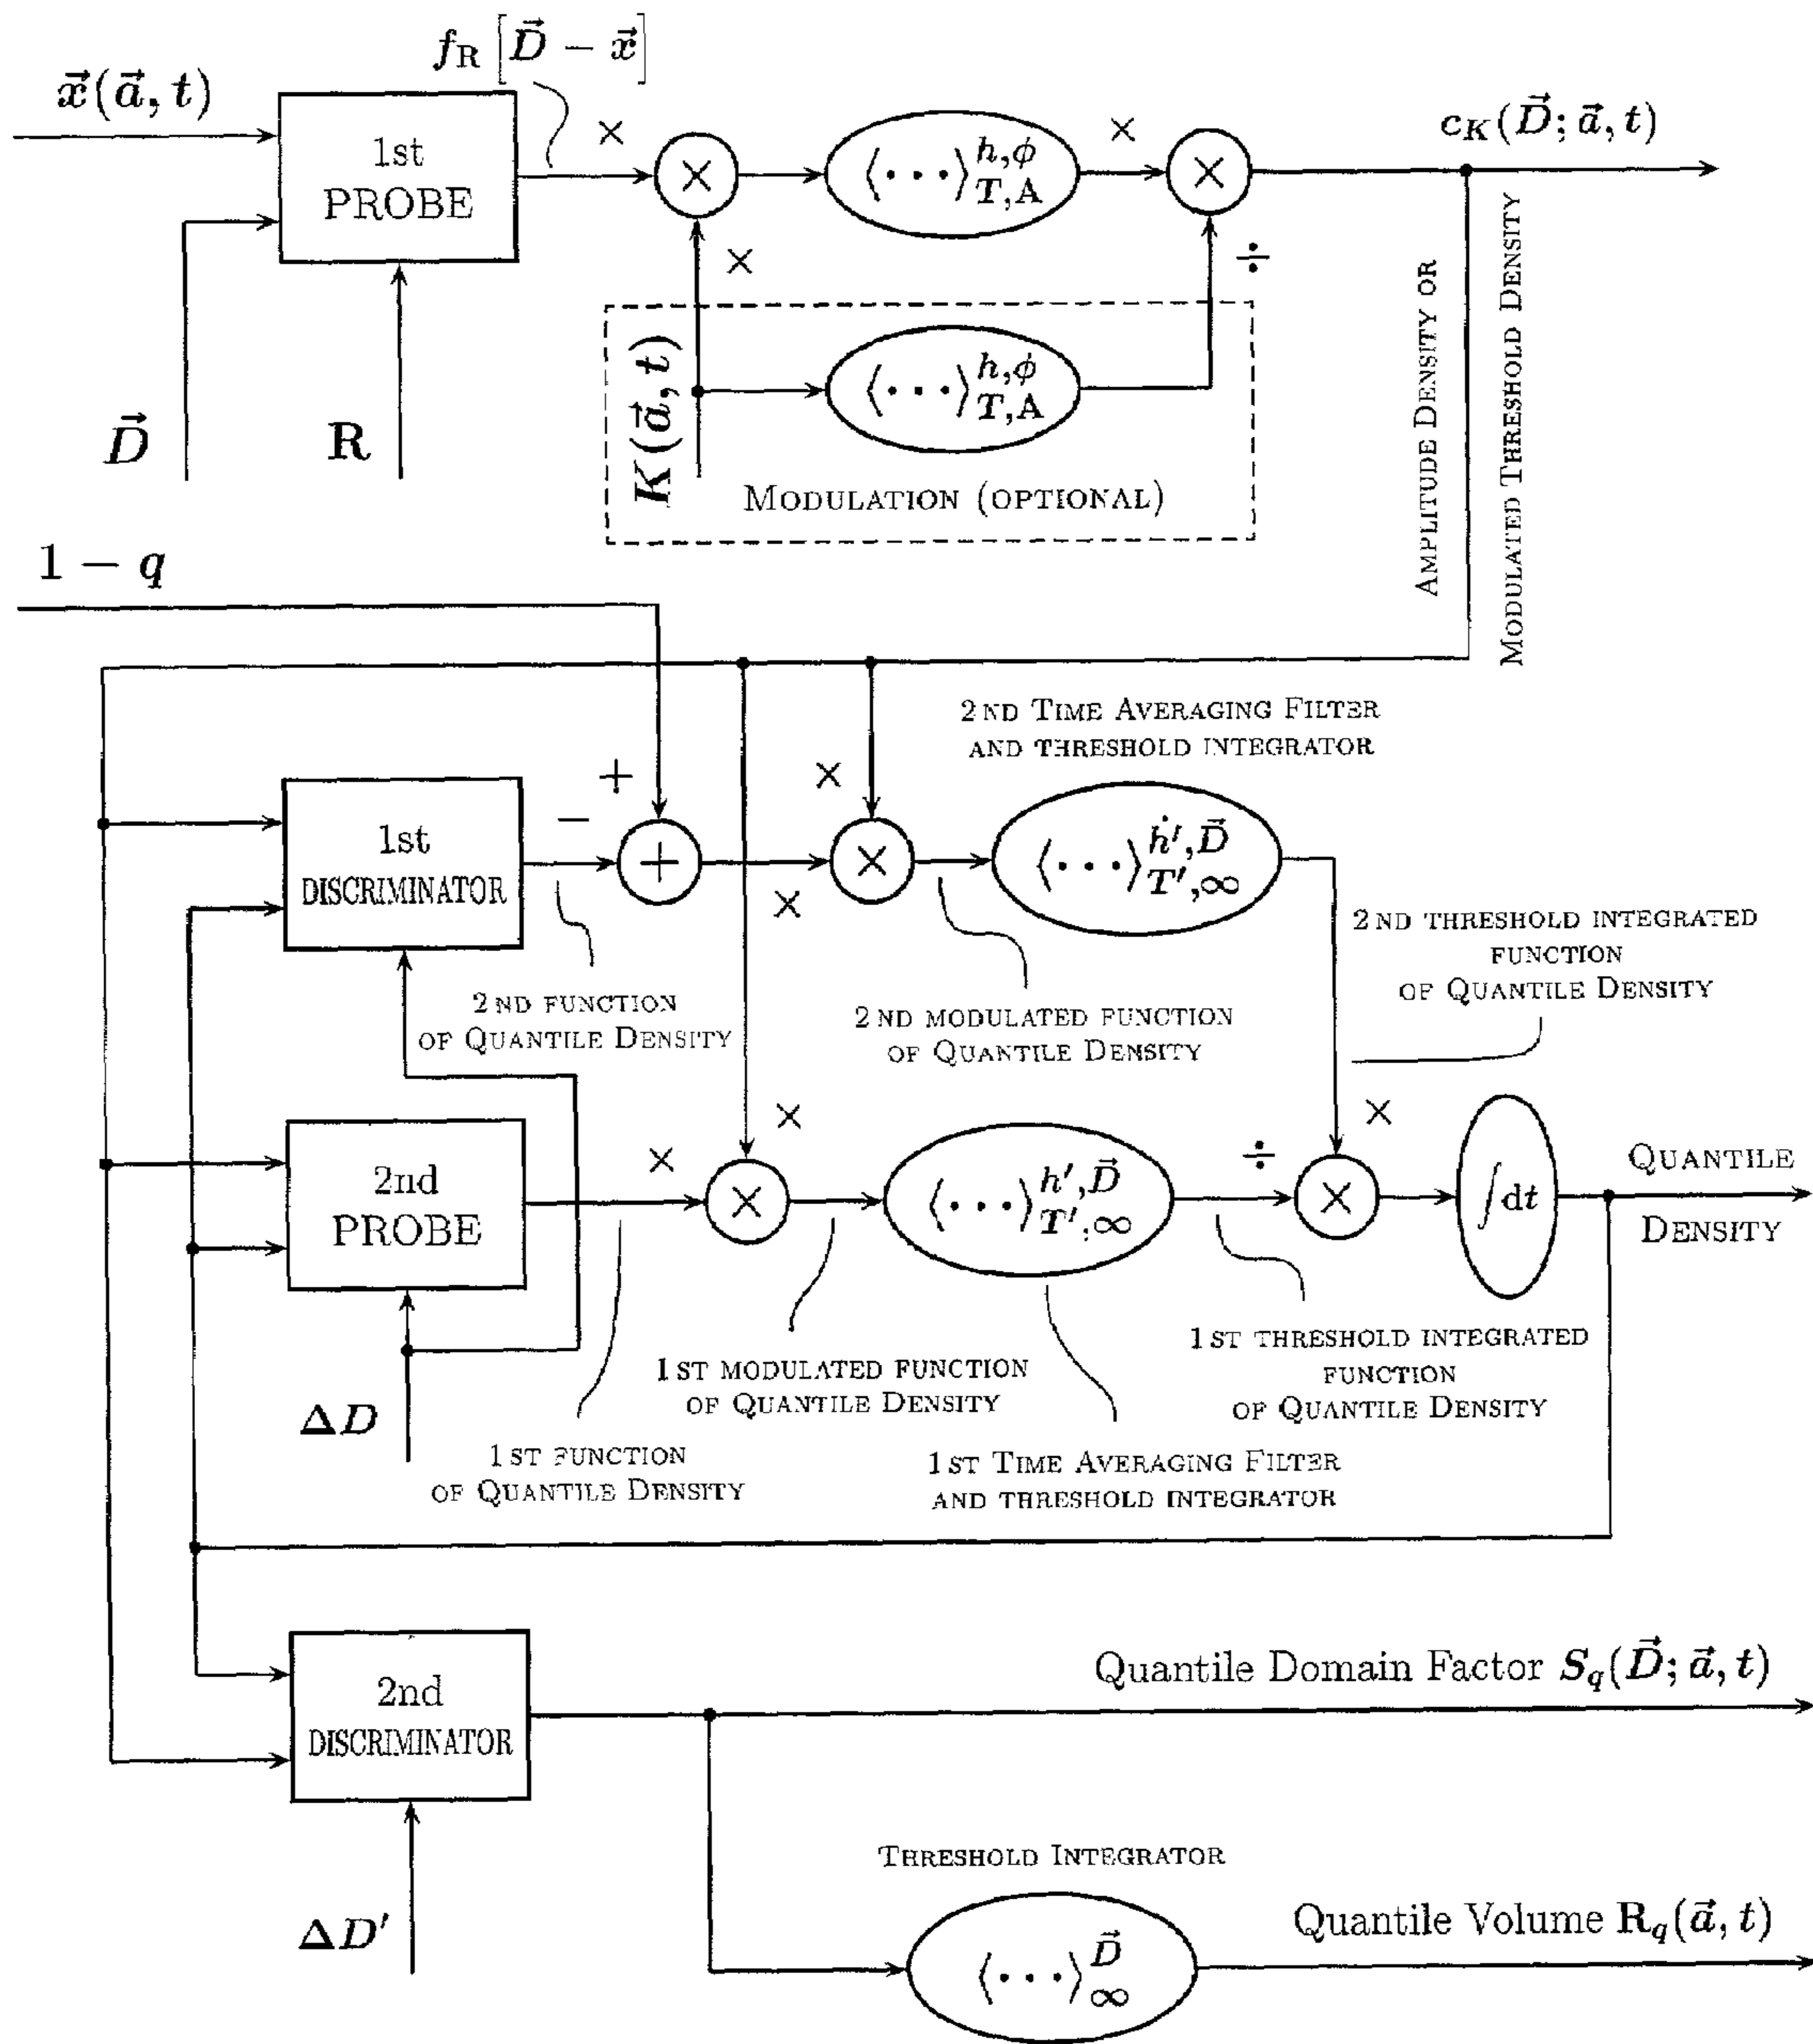 f_R [D⃗ − x⃗]
x⃗(a⃗, t)
1st
PROBE
×
×
⟨···⟩^{h,ϕ}_{T,A}
×
×
c_K(D⃗; a⃗, t)
×
÷
D⃗
R
K(a⃗, t)
⟨···⟩^{h,ϕ}_{T,A}
MODULATION (OPTIONAL)
AMPLITUDE DENSITY OR
MODULATED THRESHOLD DENSITY
1 − q
2ND TIME AVERAGING FILTER
AND THRESHOLD INTEGRATOR
1st
DISCRIMINATOR
−
+
+
×
×
×
⟨···⟩^{ḣ′,D⃗}_{T′,∞}
2ND FUNCTION
OF QUANTILE DENSITY
2ND MODULATED FUNCTION
OF QUANTILE DENSITY
2ND THRESHOLD INTEGRATED
FUNCTION
OF QUANTILE DENSITY
2nd
PROBE
×
×
×
⟨···⟩^{h′,D⃗}_{T′,∞}
÷
×
×
∫dt
QUANTILE
DENSITY
ΔD
1ST FUNCTION
OF QUANTILE DENSITY
1ST MODULATED FUNCTION
OF QUANTILE DENSITY
1ST TIME AVERAGING FILTER
AND THRESHOLD INTEGRATOR
1ST THRESHOLD INTEGRATED
FUNCTION
OF QUANTILE DENSITY
2nd
DISCRIMINATOR
Quantile Domain Factor S_q(D⃗; a⃗, t)
ΔD′
THRESHOLD INTEGRATOR
⟨···⟩^{D⃗}_{∞}
Quantile Volume R_q(a⃗, t)